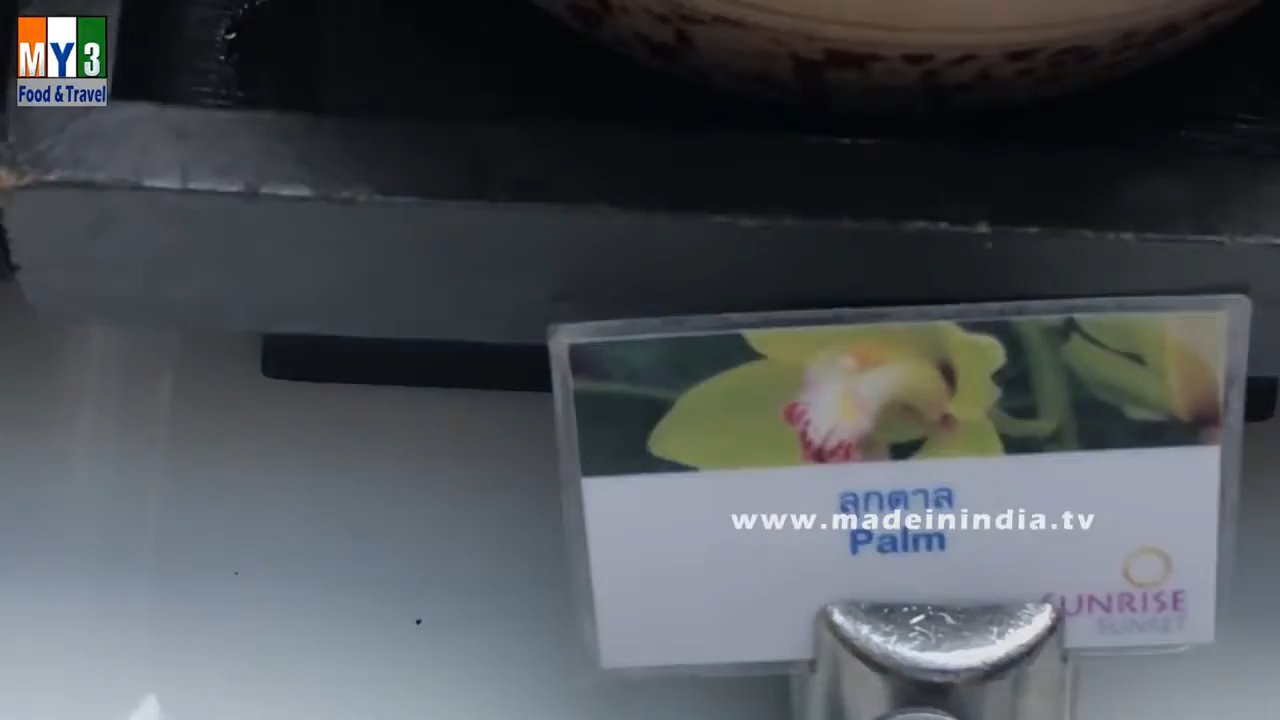 MY3
Food & Travel
ลูกตาล
www.madeinindia.tv
Palm
SUNRISE
SUNSET